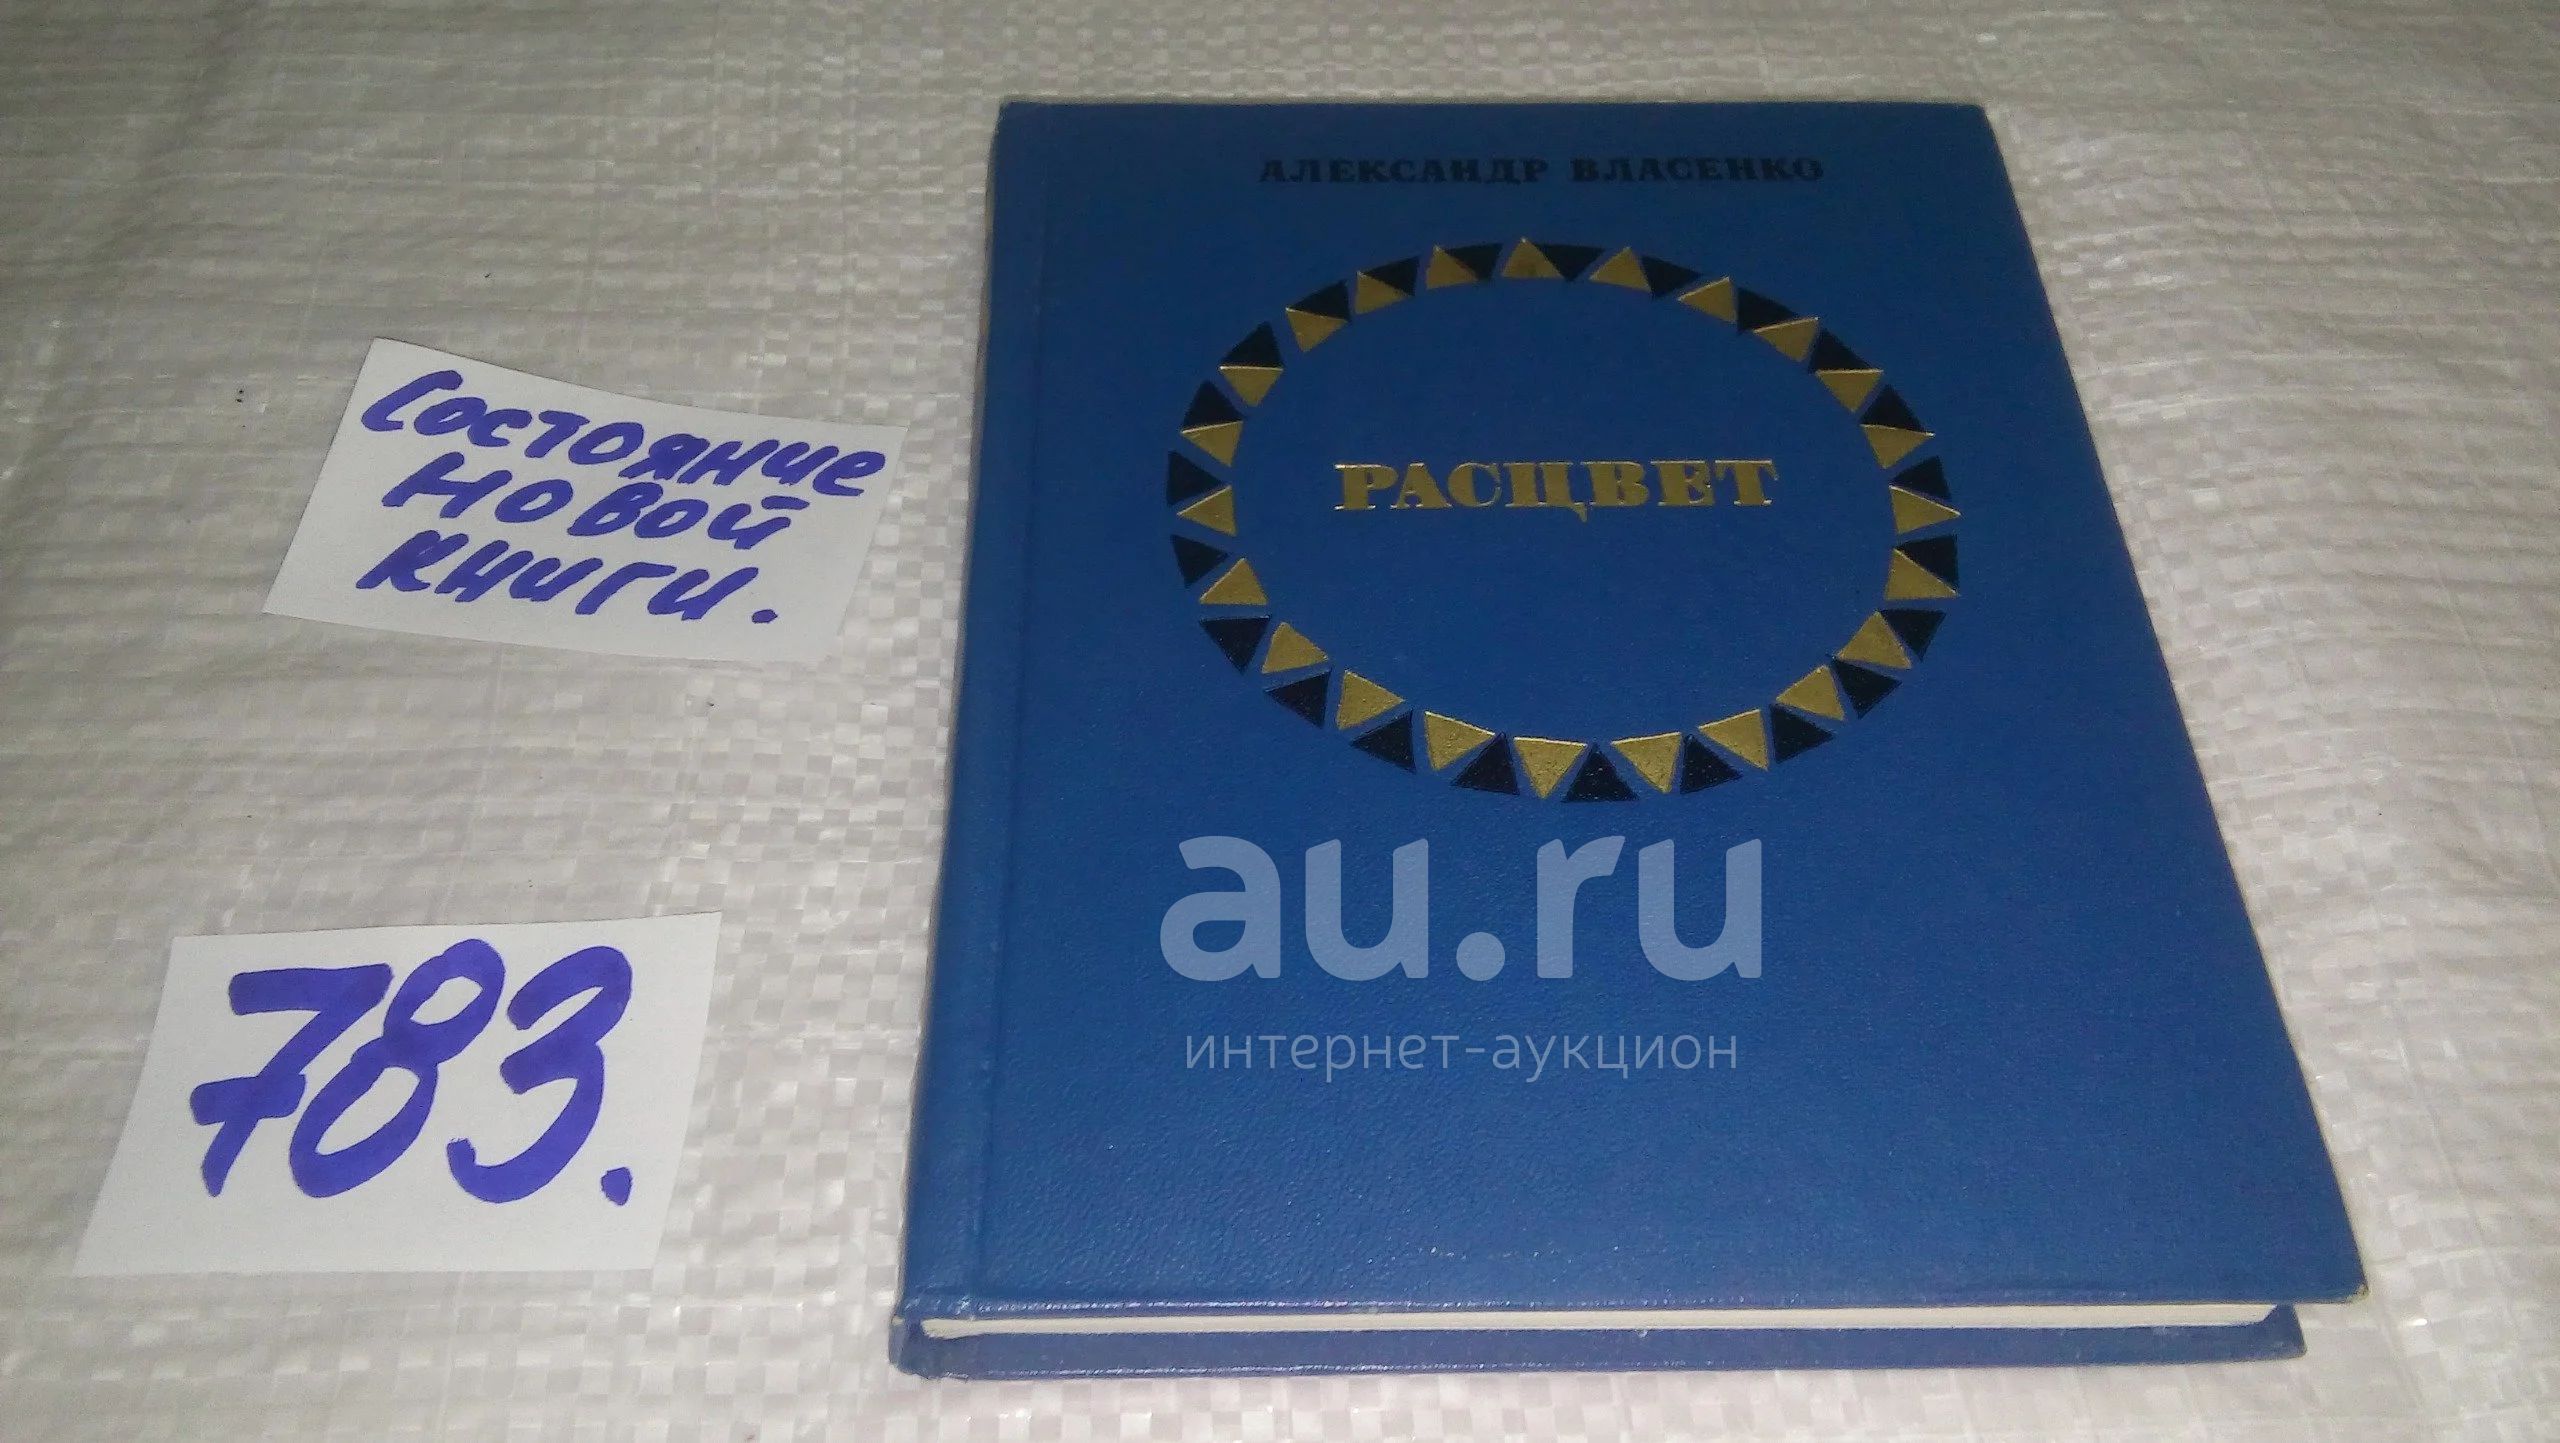 АЛЕКСАНДР ВЛАСЕНКО
РАСЦВЕТ
Состояние
новой
книги.
783.
au.ru
интернет-аукцион